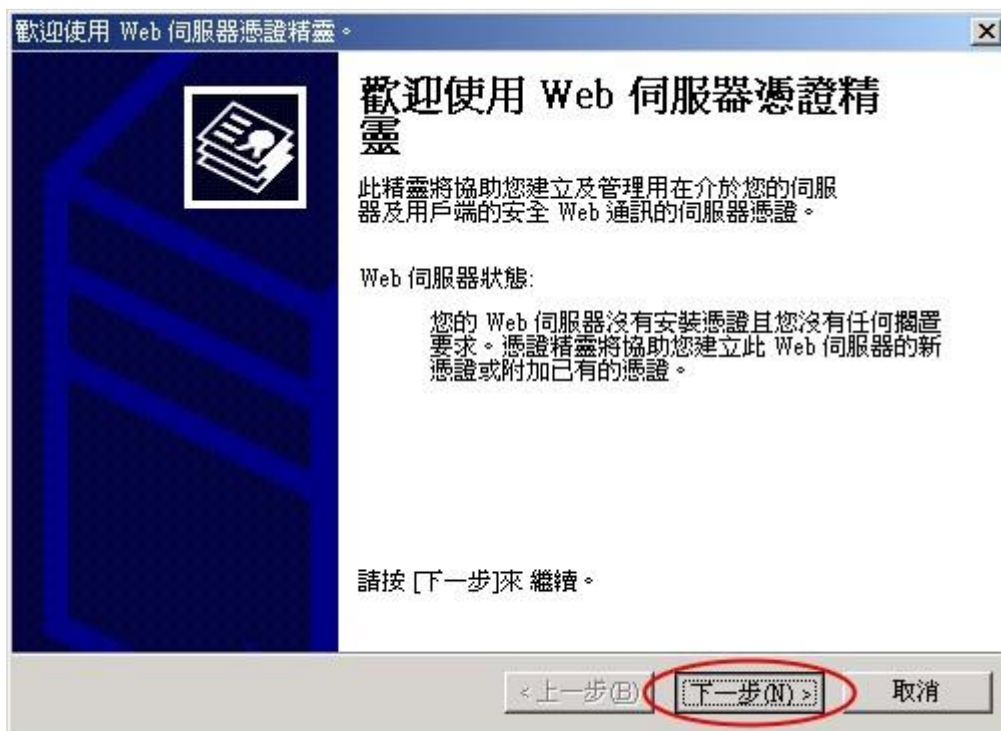 歡迎使用 Web 伺服器憑證精靈。
歡迎使用 Web 伺服器憑證精
靈
此精靈將協助您建立及管理用在介於您的伺服
器及用戶端的安全 Web 通訊的伺服器憑證。
Web 伺服器狀態:
您的 Web 伺服器沒有安裝憑證且您沒有任何擱置
要求。憑證精靈將協助您建立此 Web 伺服器的新
憑證或附加已有的憑證。
請按 [下一步]來 繼續。
<上一步(B) 下一步(N) > 取消